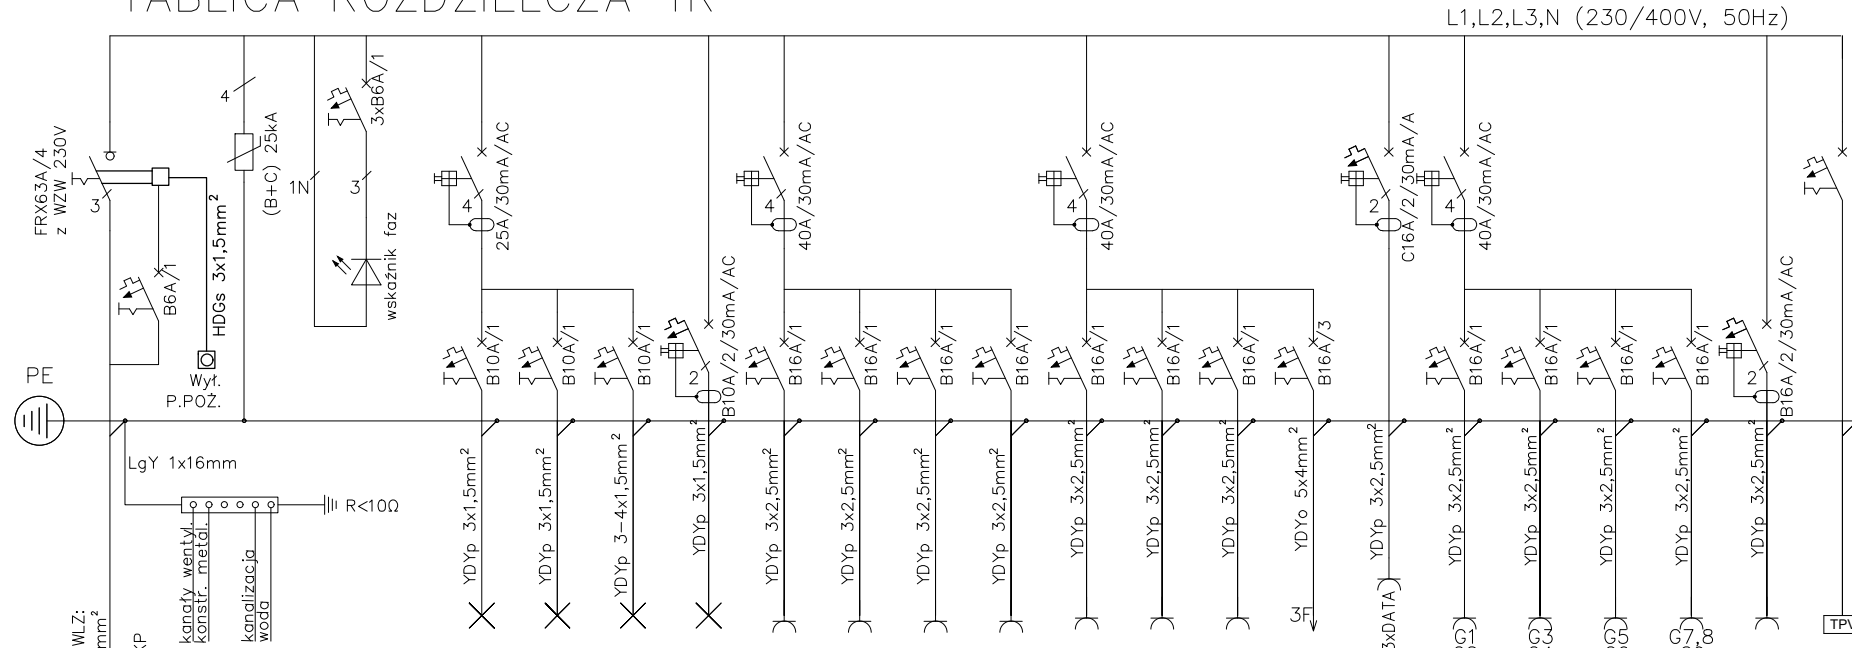 TABLICA ROZDZIELCZA TR
L1,L2,L3,N (230/400V, 50Hz)
FRX63A/4
z WZW 230V
3
B6A/1
HDGs 3x1,5mm²
Wył.
P.POŻ.
4
(B+C) 25kA
1N
3xB6A/1
3
wskaźnik faz
4
25A/30mA/AC
B10A/1
B10A/1
B10A/1
2
B10A/2/30mA/AC
4
40A/30mA/AC
B16A/1
B16A/1
B16A/1
B16A/1
4
40A/30mA/AC
B16A/1
B16A/1
B16A/1
B16A/3
2
C16A/2/30mA/A
4
40A/30mA/AC
B16A/1
B16A/1
B16A/1
B16A/1
2
B16A/2/30mA/AC
PE
LgY 1x16mm
R<10Ω
kanały wentyl.
konstr. metal.
kanalizacja
woda
WLZ:
mm²
YDYp 3x1,5mm²
YDYp 3x1,5mm²
YDYp 3-4x1,5mm²
YDYp 3x1,5mm²
YDYp 3x2,5mm²
YDYp 3x2,5mm²
YDYp 3x2,5mm²
YDYp 3x2,5mm²
YDYp 3x2,5mm²
YDYp 3x2,5mm²
YDYp 3x2,5mm²
YDYo 5x4mm²
YDYp 3x2,5mm²
YDYp 3x2,5mm²
YDYp 3x2,5mm²
YDYp 3x2,5mm²
YDYp 3x2,5mm²
YDYp 3x2,5mm²
3F
3xDATA
G1
G3
G5
G7,8
TPV